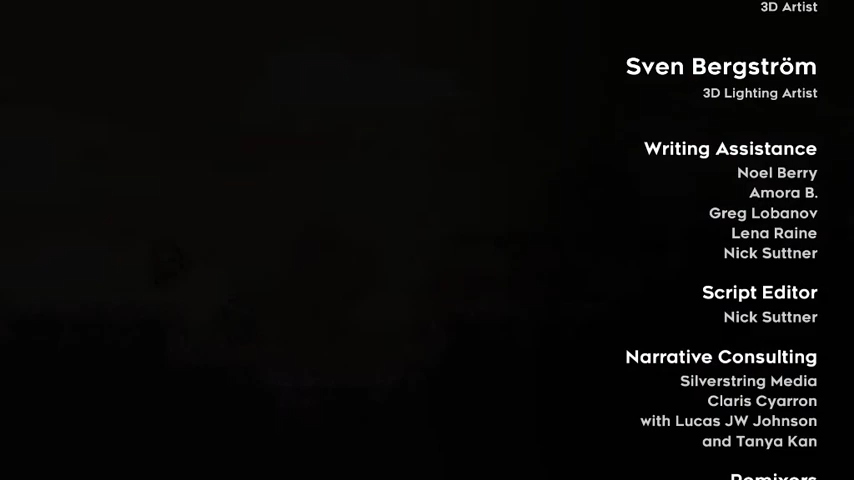 3D Artist
Sven Bergström
3D Lighting Artist
Writing Assistance
Noel Berry
Amora B.
Greg Lobanov
Lena Raine
Nick Suttner
Script Editor
Nick Suttner
Narrative Consulting
Silverstring Media
Claris Cyarron
with Lucas JW Johnson
and Tanya Kan
Remixers